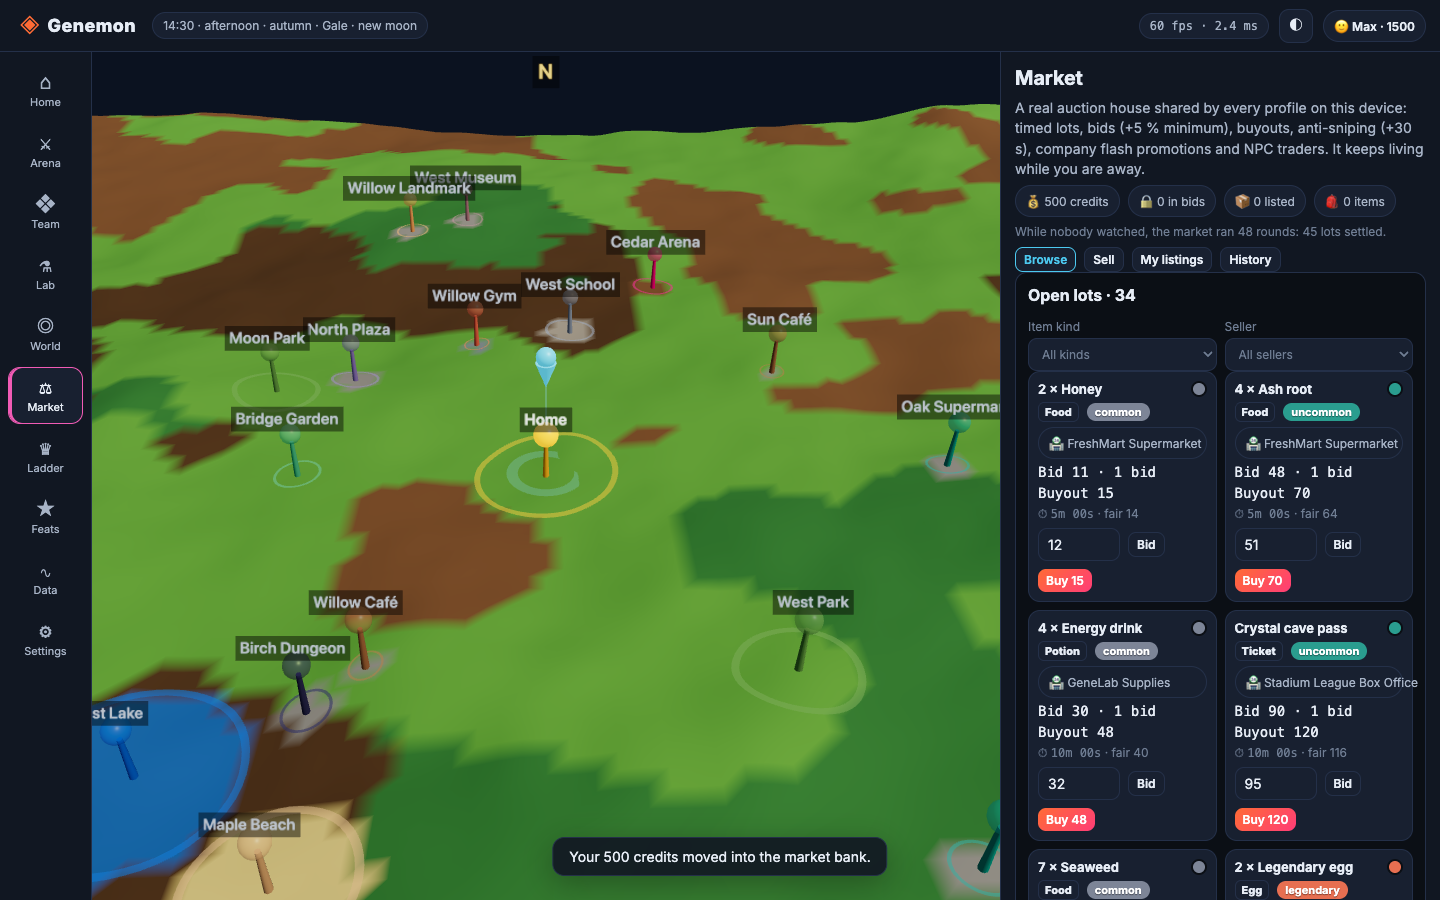 Genemon
14:30 · afternoon · autumn · Gale · new moon
60 fps · 2.4 ms
Max · 1500
Home
Arena
Team
Lab
World
Market
Ladder
Feats
Data
Settings
N
West Museum
Willow Landmark
Cedar Arena
West School
Willow Gym
Sun Café
North Plaza
Moon Park
Oak Superma
Bridge Garden
Home
Willow Café
West Park
Birch Dungeon
st Lake
Maple Beach
Your 500 credits moved into the market bank.
Market
A real auction house shared by every profile on this device:
timed lots, bids (+5 % minimum), buyouts, anti-sniping (+30
s), company flash promotions and NPC traders. It keeps living
while you are away.
500 credits
0 in bids
0 listed
0 items
While nobody watched, the market ran 48 rounds: 45 lots settled.
Browse
Sell
My listings
History
Open lots · 34
Item kind
Seller
All kinds
All sellers
2 × Honey
Food
common
FreshMart Supermarket
Bid 11 · 1 bid
Buyout 15
5m 00s · fair 14
12
Bid
Buy 15
4 × Ash root
Food
uncommon
FreshMart Supermarket
Bid 48 · 1 bid
Buyout 70
5m 00s · fair 64
51
Bid
Buy 70
4 × Energy drink
Potion
common
GeneLab Supplies
Bid 30 · 1 bid
Buyout 48
10m 00s · fair 40
32
Bid
Buy 48
Crystal cave pass
Ticket
uncommon
Stadium League Box Office
Bid 90 · 1 bid
Buyout 120
10m 00s · fair 116
95
Bid
Buy 120
7 × Seaweed
Food
common
2 × Legendary egg
Egg
legendary